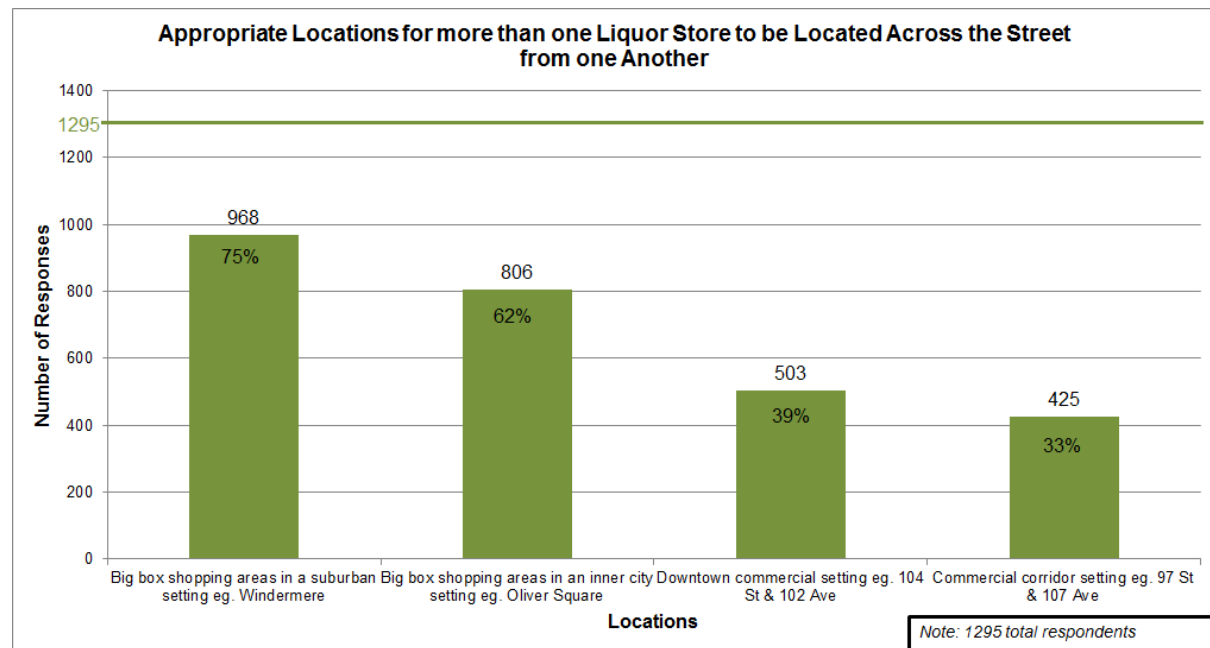 Appropriate Locations for more than one Liquor Store to be Located Across the Street
from one Another
1400
1295
1200
1000
800
600
400
200
0
Number of Responses
968
75%
806
62%
503
39%
425
33%
Big box shopping areas in a suburban
setting eg. Windermere
Big box shopping areas in an inner city
setting eg. Oliver Square
Downtown commercial setting eg. 104
St & 102 Ave
Commercial corridor setting eg. 97 St
& 107 Ave
Locations
Note: 1295 total respondents